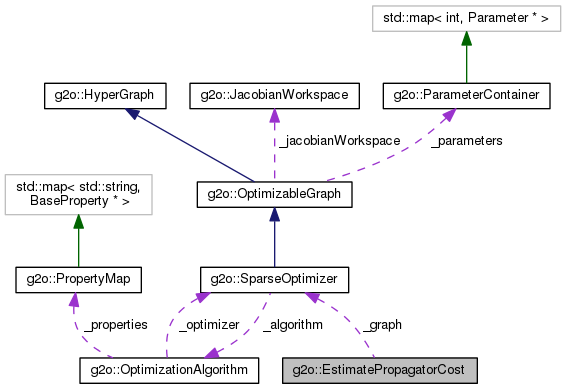 std::map< int, Parameter * >
g2o::HyperGraph
g2o::JacobianWorkspace
g2o::ParameterContainer
_jacobianWorkspace
_parameters
std::map< std::string,
BaseProperty * >
g2o::OptimizableGraph
g2o::PropertyMap
g2o::SparseOptimizer
_properties
_optimizer
_algorithm
_graph
g2o::OptimizationAlgorithm
g2o::EstimatePropagatorCost